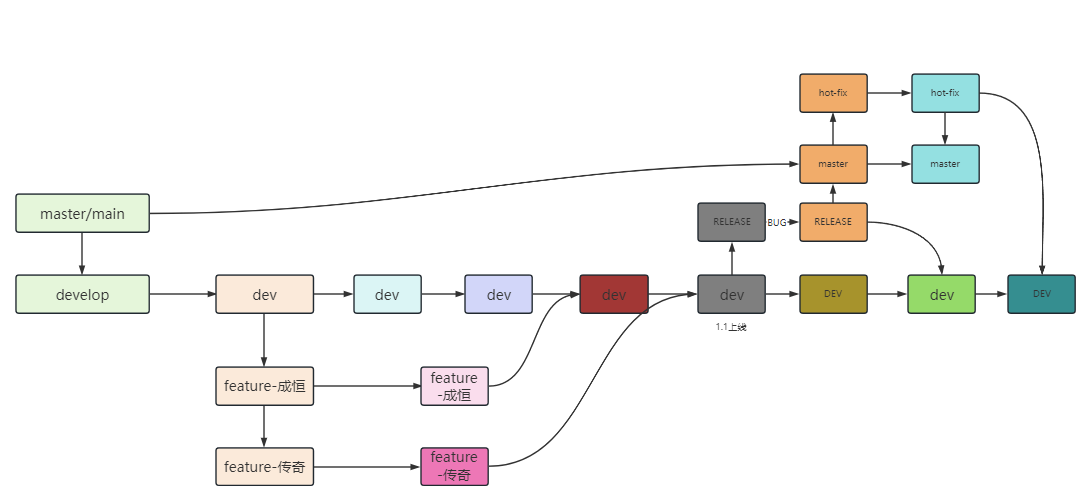 hot-fix
hot-fix
master
master
master/main
RELEASE
BUG
RELEASE
develop
dev
dev
dev
dev
dev
DEV
dev
DEV
1.1上线
feature-成恒
feature
-成恒
feature-传奇
feature
-传奇